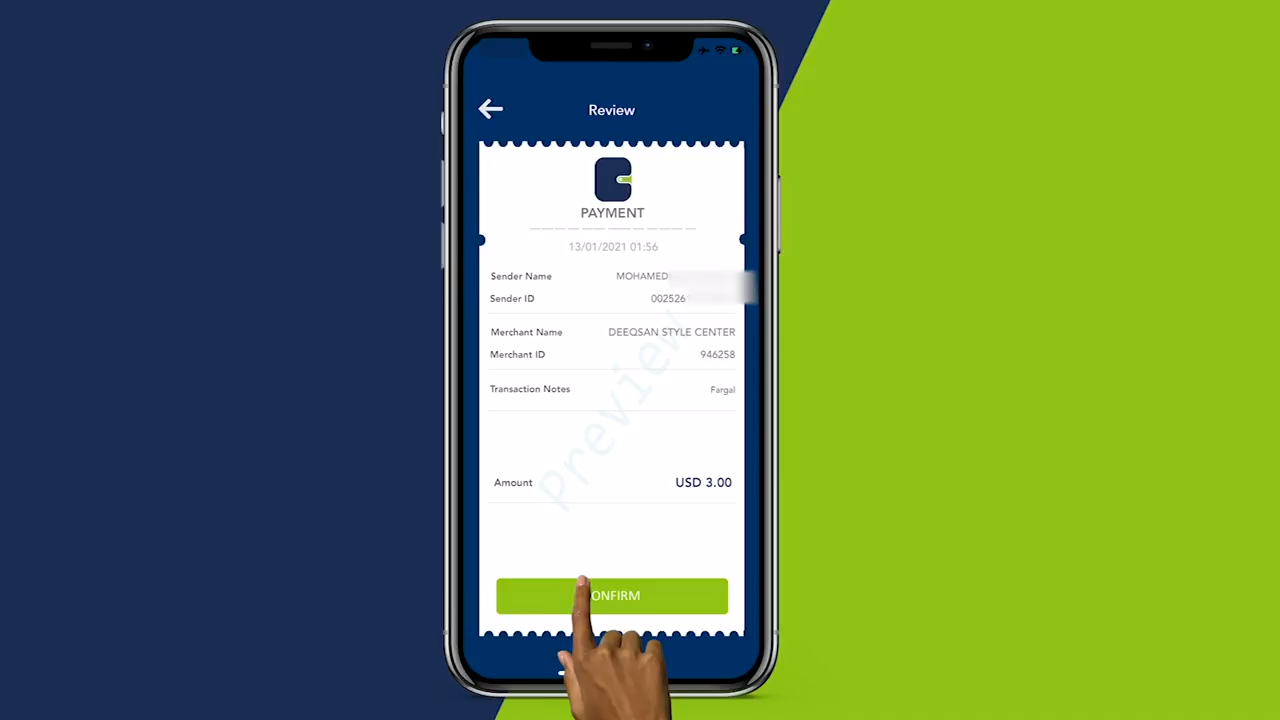 Review
PAYMENT
13/01/2021 01:56
Sender Name MOHAMED
Sender ID 002526
Merchant Name DEEQSAN STYLE CENTER
Merchant ID 946258
Transaction Notes Fargal
Preview
Amount USD 3.00
ONFIRM